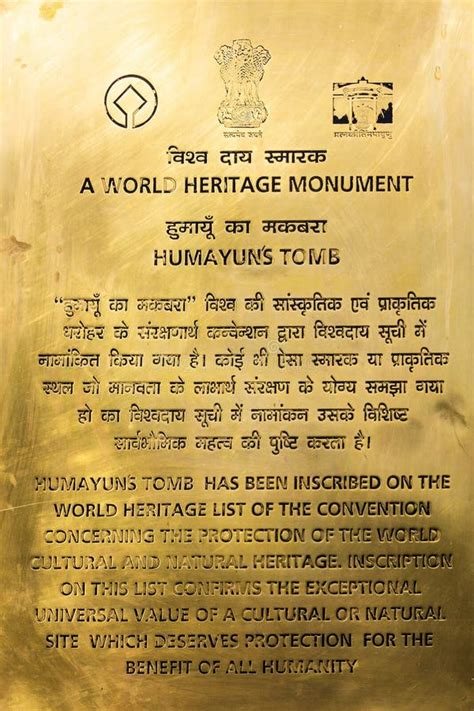 सत्यमेव जयते
विश्व दाय स्मारक
A WORLD HERITAGE MONUMENT
हुमायूँ का मकबरा
HUMAYUN'S TOMB
“हुमायूँ का मकबरा” विश्व की सांस्कृतिक एवं प्राकृतिक
धरोहर के संरक्षणार्थ कन्वेन्शन द्वारा विश्वदाय सूची में
नामांकित किया गया है। कोई भी ऐसा स्मारक या प्राकृतिक
स्थल जो मानवता के लाभार्थ संरक्षण के योग्य समझा गया
हो का विश्वदाय सूची में नामांकन उसके विशिष्ट
सार्वभौमिक महत्व की पुष्टि करता है।
HUMAYUN'S TOMB HAS BEEN INSCRIBED ON THE
WORLD HERITAGE LIST OF THE CONVENTION
CONCERNING THE PROTECTION OF THE WORLD
CULTURAL AND NATURAL HERITAGE. INSCRIPTION
ON THIS LIST CONFIRMS THE EXCEPTIONAL
UNIVERSAL VALUE OF A CULTURAL OR NATURAL
SITE WHICH DESERVES PROTECTION FOR THE
BENEFIT OF ALL HUMANITY